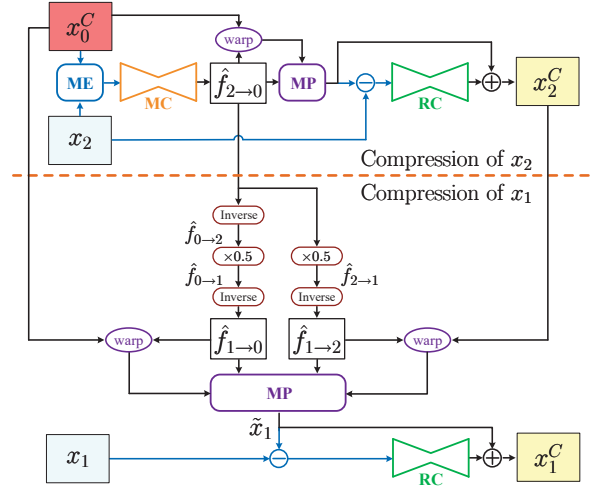 x_0^C
warp
ME
MC
f̂_{2→0}
MP
RC
x_2^C
x_2
Compression of x_2
Compression of x_1
Inverse
f̂_{0→2}
×0.5
×0.5
f̂_{0→1}
f̂_{2→1}
Inverse
Inverse
warp
f̂_{1→0}
f̂_{1→2}
warp
MP
x̃_1
x_1
RC
x_1^C